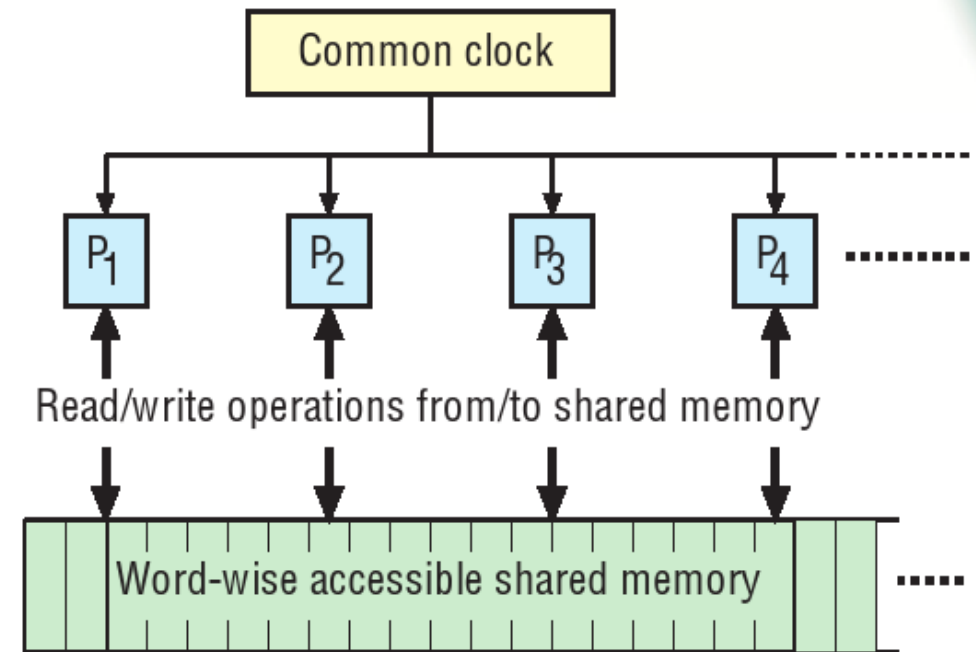 Common clock
P1 P2 P3 P4
Read/write operations from/to shared memory
Word-wise accessible shared memory